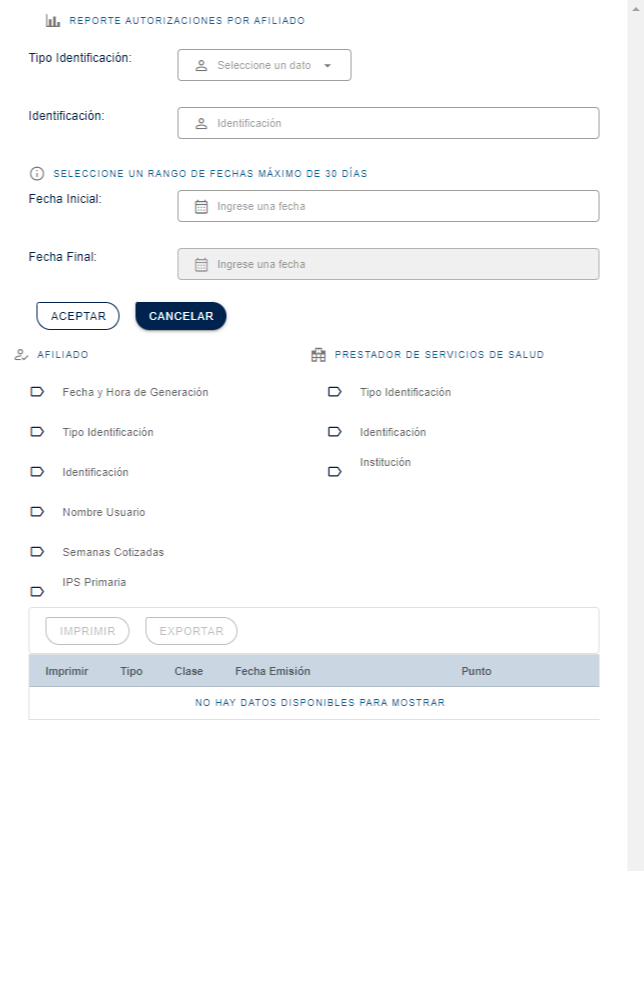 REPORTE AUTORIZACIONES POR AFILIADO
Tipo Identificación:
Seleccione un dato
Identificación:
Identificación
SELECCIONE UN RANGO DE FECHAS MÁXIMO DE 30 DÍAS
Fecha Inicial:
Ingrese una fecha
Fecha Final:
Ingrese una fecha
ACEPTAR CANCELAR
AFILIADO
Fecha y Hora de Generación
Tipo Identificación
Identificación
Nombre Usuario
Semanas Cotizadas
IPS Primaria
PRESTADOR DE SERVICIOS DE SALUD
Tipo Identificación
Identificación
Institución
IMPRIMIR EXPORTAR
Imprimir Tipo Clase Fecha Emisión Punto
NO HAY DATOS DISPONIBLES PARA MOSTRAR